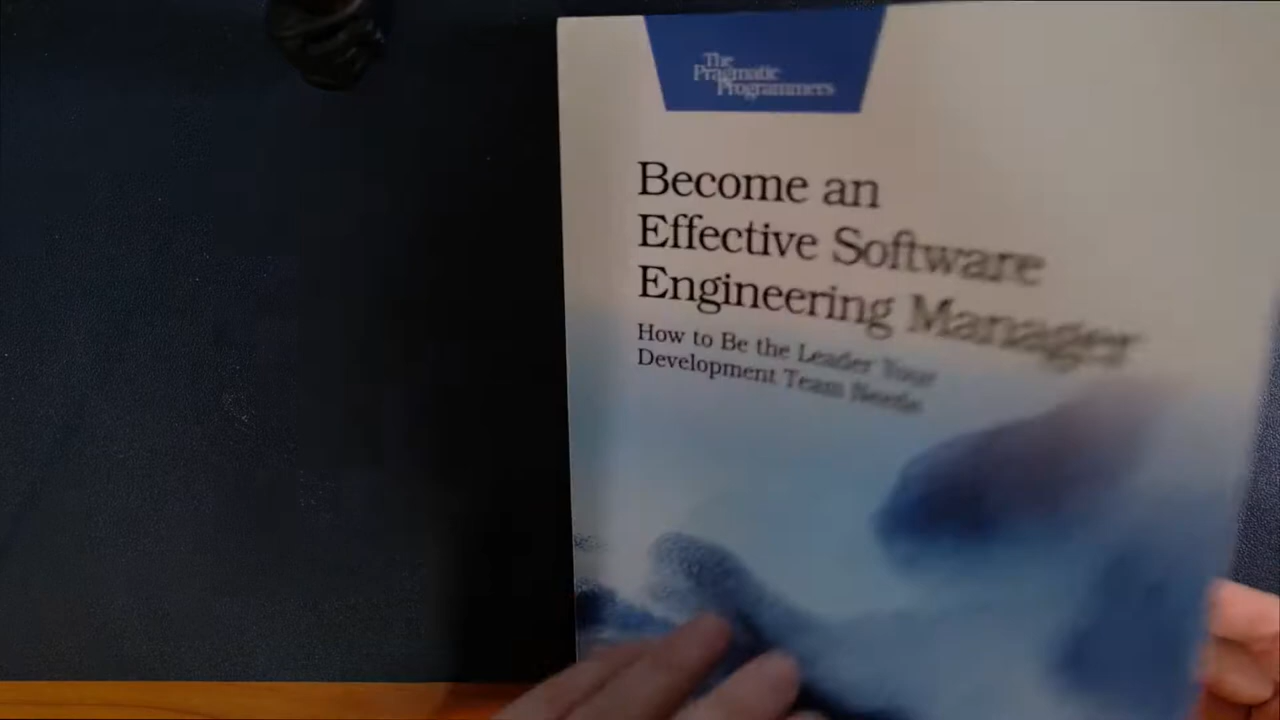 The
Pragmatic
Programmers
Become an
Effective Software
Engineering Manager
How to Be the Leader Your
Development Team Needs